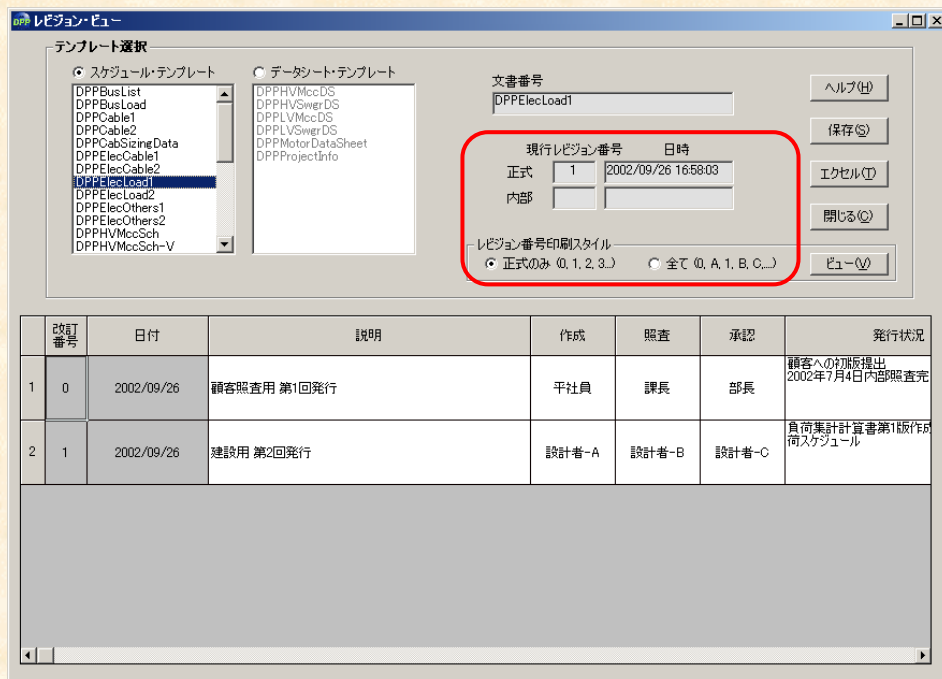 DPP レビジョン・ビュー
テンプレート選択
スケジュール・テンプレート
DPPBusList
DPPBusLoad
DPPCable1
DPPCable2
DPPCabSizingData
DPPElecCable1
DPPElecCable2
DPPElecLoad1
DPPElecLoad2
DPPElecOthers1
DPPElecOthers2
DPPHVMccSch
DPPHVMccSch-V
データシート・テンプレート
DPPHVMccDS
DPPHVSwgrDS
DPPLVMccDS
DPPLVSwgrDS
DPPMotorDataSheet
DPPProjectInfo
文書番号
DPPElecLoad1
現行レビジョン番号 日時
正式 1 2002/09/26 16:58:03
内部
レビジョン番号印刷スタイル
正式のみ (0, 1, 2, 3...) 全て (0, A, 1, B, C,...)
ヘルプ(H)
保存(S)
エクセル(T)
閉じる(C)
ビュー(V)
改訂番号 日付 説明 作成 照査 承認 発行状況
1 0 2002/09/26 顧客照査用 第1回発行 平社員 課長 部長 顧客への初版提出
2002年7月4日内部照査完
2 1 2002/09/26 建設用 第2回発行 設計者-A 設計者-B 設計者-C 負荷集計計算書第1版作成
荷スケジュール